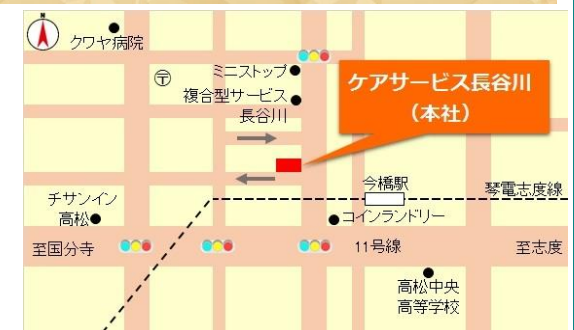 クワヤ病院
〒
ミニストップ
複合型サービス
長谷川
ケアサービス長谷川
（本社）
チサンイン
高松
今橋駅
琴電志度線
コインランドリー
至国分寺
11号線
至志度
高松中央
高等学校